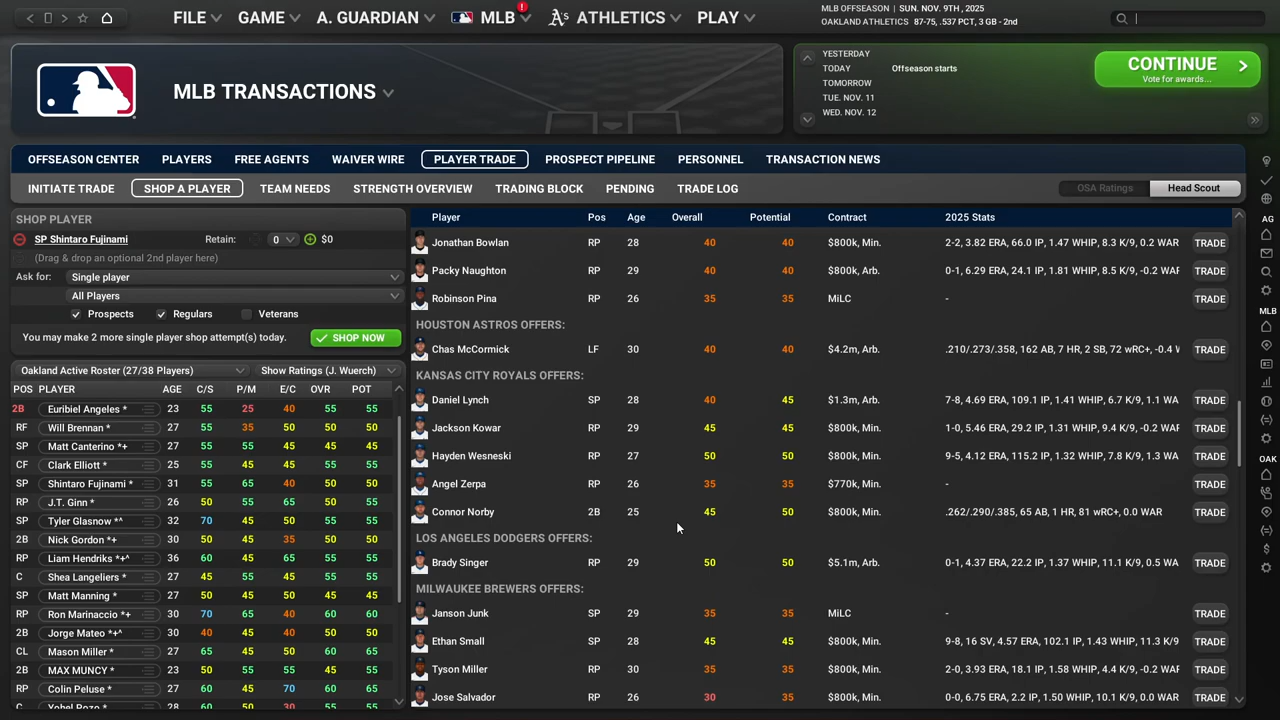 FILE GAME A. GUARDIAN MLB ! ATHLETICS PLAY
MLB OFFSEASON | SUN. NOV. 9TH , 2025
OAKLAND ATHLETICS 87-75, .537 PCT, 3 GB - 2nd
MLB TRANSACTIONS
YESTERDAY
TODAY Offseason starts
TOMORROW
TUE. NOV. 11
WED. NOV. 12
CONTINUE
Vote for awards...
OFFSEASON CENTER PLAYERS FREE AGENTS WAIVER WIRE PLAYER TRADE PROSPECT PIPELINE PERSONNEL TRANSACTION NEWS
INITIATE TRADE SHOP A PLAYER TEAM NEEDS STRENGTH OVERVIEW TRADING BLOCK PENDING TRADE LOG OSA Ratings Head Scout
SHOP PLAYER
SP Shintaro Fujinami Retain: 0 $0
(Drag & drop an optional 2nd player here)
Ask for: Single player
All Players
Prospects Regulars Veterans
You may make 2 more single player shop attempt(s) today. SHOP NOW
Oakland Active Roster (27/38 Players) Show Ratings (J. Wuerch)
POS PLAYER AGE C/S P/M E/C OVR POT
2B Euribiel Angeles * 23 55 25 40 55 55
RF Will Brennan * 27 55 35 50 50 50
SP Matt Canterino *+ 27 55 55 45 45 45
CF Clark Elliott * 25 55 45 45 55 55
SP Shintaro Fujinami * 31 55 65 40 50 50
RP J.T. Ginn * 26 50 55 65 50 50
SP Tyler Glasnow *^ 32 70 45 50 55 55
2B Nick Gordon *+ 30 45 50 35 50 50
RP Liam Hendriks *+^ 36 60 45 65 55 55
C Shea Langeliers * 27 45 55 45 55 55
SP Matt Manning * 27 50 45 50 45 45
RP Ron Marinaccio *+ 30 70 65 40 60 60
2B Jorge Mateo *+^ 30 40 45 40 50 50
CL Mason Miller * 27 65 45 50 60 60
2B MAX MUNCY * 23 50 55 55 45 50
RP Colin Peluse * 27 60 45 70 55 55
C Yohel Pozo * 28 60 50 30 55 55
Player Pos Age Overall Potential Contract 2025 Stats
Jonathan Bowlan RP 28 40 40 $800k, Min. 2-2, 3.82 ERA, 66.0 IP, 1.47 WHIP, 8.3 K/9, 0.2 WAR TRADE
Packy Naughton RP 29 40 40 $800k, Arb. 0-1, 6.29 ERA, 24.1 IP, 1.81 WHIP, 8.5 K/9, -0.2 WAR TRADE
Robinson Pina RP 26 35 35 MiLC - TRADE
HOUSTON ASTROS OFFERS:
Chas McCormick LF 30 40 40 $4.2m, Arb. .210/.273/.358, 162 AB, 7 HR, 2 SB, 72 wRC+, -0.4 TRADE
KANSAS CITY ROYALS OFFERS:
Daniel Lynch SP 28 40 45 $1.3m, Arb. 7-8, 4.69 ERA, 109.1 IP, 1.41 WHIP, 6.7 K/9, 1.1 WA TRADE
Jackson Kowar RP 29 45 45 $800k, Min. 1-0, 5.46 ERA, 29.2 IP, 1.31 WHIP, 9.4 K/9, -0.2 WAR TRADE
Hayden Wesneski RP 27 50 50 $800k, Min. 9-5, 4.12 ERA, 115.2 IP, 1.32 WHIP, 7.8 K/9, 1.3 WA TRADE
Angel Zerpa RP 26 35 35 $770k, Min. - TRADE
Connor Norby 2B 25 45 50 $800k, Min. .262/.290/.385, 65 AB, 1 HR, 81 wRC+, 0.0 WAR TRADE
LOS ANGELES DODGERS OFFERS:
Brady Singer RP 29 50 50 $5.1m, Arb. 0-1, 4.37 ERA, 22.2 IP, 1.37 WHIP, 11.1 K/9, 0.5 WA TRADE
MILWAUKEE BREWERS OFFERS:
Janson Junk SP 29 35 35 MiLC - TRADE
Ethan Small SP 28 45 45 $800k, Min. 9-8, 16 SV, 4.57 ERA, 102.1 IP, 1.43 WHIP, 11.3 K/9 TRADE
Tyson Miller RP 30 35 35 $800k, Min. 2-0, 3.93 ERA, 18.1 IP, 1.58 WHIP, 4.4 K/9, -0.2 WAR TRADE
Jose Salvador RP 26 30 35 $800k, Min. 0-0, 6.75 ERA, 2.2 IP, 1.50 WHIP, 10.1 K/9, 0.0 WAR TRADE
AG
MLB
OAK